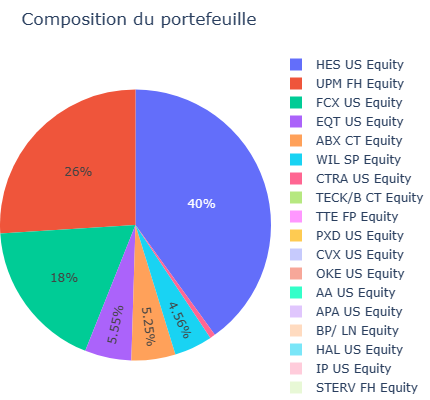 Composition du portefeuille
HES US Equity
UPM FH Equity
FCX US Equity
EQT US Equity
ABX CT Equity
WIL SP Equity
CTRA US Equity
TECK/B CT Equity
TTE FP Equity
PXD US Equity
CVX US Equity
OKE US Equity
AA US Equity
APA US Equity
BP/ LN Equity
HAL US Equity
IP US Equity
STERV FH Equity
40%
26%
18%
5.55%
5.25%
4.56%